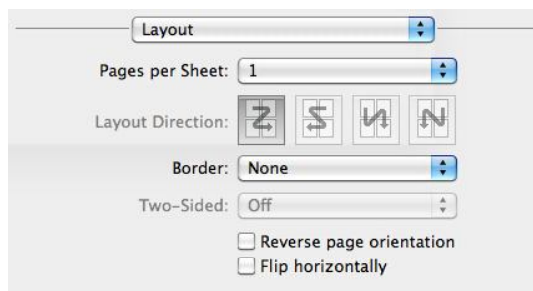 Layout
Pages per Sheet: 1
Layout Direction:
Border: None
Two-Sided: Off
Reverse page orientation
Flip horizontally